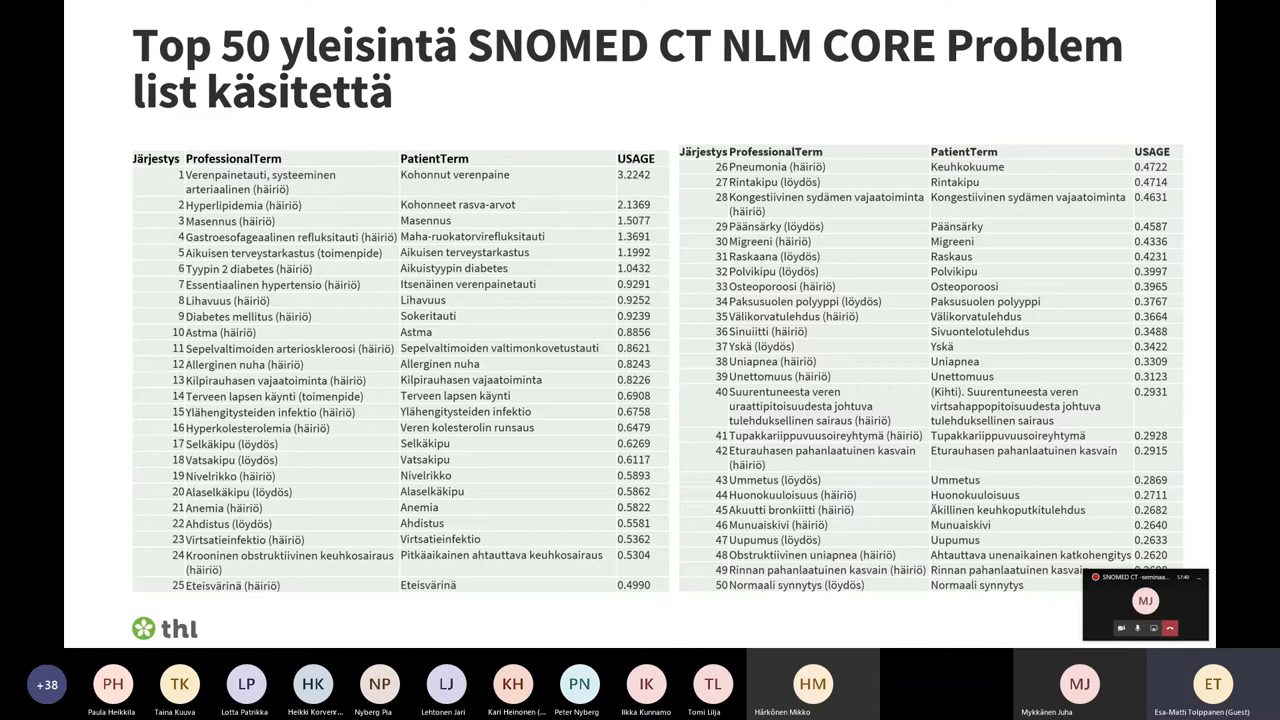 Top 50 yleisintä SNOMED CT NLM CORE Problem
list käsitettä
Järjestys ProfessionalTerm PatientTerm USAGE
1 Verenpainetauti, systeeminen Kohonnut verenpaine 3.2242
arteriaalinen (häiriö)
2 Hyperlipidemia (häiriö) Kohonneet rasva-arvot 2.1369
3 Masennus (häiriö) Masennus 1.5077
4 Gastroesofageaalinen refluksitauti (häiriö) Maha-ruokatorvirefluksitauti 1.3691
5 Aikuisen terveystarkastus (toimenpide) Aikuisen terveystarkastus 1.1992
6 Tyypin 2 diabetes (häiriö) Aikuistyypin diabetes 1.0432
7 Essentiaalinen hypertensio (häiriö) Itsenäinen verenpainetauti 0.9291
8 Lihavuus (häiriö) Lihavuus 0.9252
9 Diabetes mellitus (häiriö) Sokeritauti 0.9239
10 Astma (häiriö) Astma 0.8856
11 Sepelvaltimoiden arterioskleroosi (häiriö) Sepelvaltimoiden valtimonkovetustauti 0.8621
12 Allerginen nuha (häiriö) Allerginen nuha 0.8243
13 Kilpirauhasen vajaatoiminta (häiriö) Kilpirauhasen vajaatoiminta 0.8226
14 Terveen lapsen käynti (toimenpide) Terveen lapsen käynti 0.6908
15 Ylähengitysteiden infektio (häiriö) Ylähengitysteiden infektio 0.6758
16 Hyperkolesterolemia (häiriö) Veren kolesterolin runsaus 0.6479
17 Selkäkipu (löydös) Selkäkipu 0.6269
18 Vatsakipu (löydös) Vatsakipu 0.6117
19 Nivelrikko (häiriö) Nivelrikko 0.5893
20 Alaselkäkipu (löydös) Alaselkäkipu 0.5862
21 Anemia (häiriö) Anemia 0.5822
22 Ahdistus (löydös) Ahdistus 0.5581
23 Virtsatieinfektio (häiriö) Virtsatieinfektio 0.5362
24 Krooninen obstruktiivinen keuhkosairaus Pitkäaikainen ahtauttava keuhkosairaus 0.5304
(häiriö)
25 Eteisvärinä (häiriö) Eteisvärinä 0.4990
Järjestys ProfessionalTerm PatientTerm USAGE
26 Pneumonia (häiriö) Keuhkokuume 0.4722
27 Rintakipu (löydös) Rintakipu 0.4714
28 Kongestiivinen sydämen vajaatoiminta Kongestiivinen sydämen vajaatoiminta 0.4631
(häiriö)
29 Päänsärky (löydös) Päänsärky 0.4587
30 Migreeni (häiriö) Migreeni 0.4336
31 Raskaana (löydös) Raskaus 0.4231
32 Polvikipu (löydös) Polvikipu 0.3997
33 Osteoporoosi (häiriö) Osteoporoosi 0.3965
34 Paksusuolen polyyppi (löydös) Paksusuolen polyyppi 0.3767
35 Välikorvatulehdus (häiriö) Välikorvatulehdus 0.3664
36 Sinuiitti (häiriö) Sivuontelotulehdus 0.3488
37 Yskä (löydös) Yskä 0.3422
38 Uniapnea (häiriö) Uniapnea 0.3309
39 Unettomuus (häiriö) Unettomuus 0.3123
40 Suurentuneesta veren (Kihti). Suurentuneesta veren 0.2931
uraattipitoisuudesta johtuva virtsahappopitoisuudesta johtuva
tulehduksellinen sairaus (häiriö) tulehduksellinen sairaus
41 Tupakkariippuvuusoireyhtymä (häiriö) Tupakkariippuvuusoireyhtymä 0.2928
42 Eturauhasen pahanlaatuinen kasvain Eturauhasen pahanlaatuinen kasvain 0.2915
(häiriö)
43 Ummetus (löydös) Ummetus 0.2869
44 Huonokuuloisuus (häiriö) Huonokuuloisuus 0.2711
45 Akuutti bronkiitti (häiriö) Äkillinen keuhkoputkitulehdus 0.2682
46 Munuaiskivi (häiriö) Munuaiskivi 0.2640
47 Uupumus (löydös) Uupumus 0.2633
48 Obstruktiivinen uniapnea (häiriö) Ahtauttava unenaikainen katkohengitys 0.2620
49 Rinnan pahanlaatuinen kasvain (häiriö) Rinnan pahanlaatuinen
50 Normaali synnytys (löydös) Normaali synnytys
SNOMED CT -seminaa... 57:40 ...
MJ
thl
+38 PH TK LP HK NP LJ KH PN IK TL HM MJ ET
Paula Heikkila Taina Kuuva Lotta Patrikka Heikki Korvenr... Nyberg Pia Lehtonen Jari Kari Heinonen (... Peter Nyberg Ilkka Kunnamo Tomi Lilja Härkönen Mikko Mykkänen Juha Esa-Matti Tolppanen (Guest)